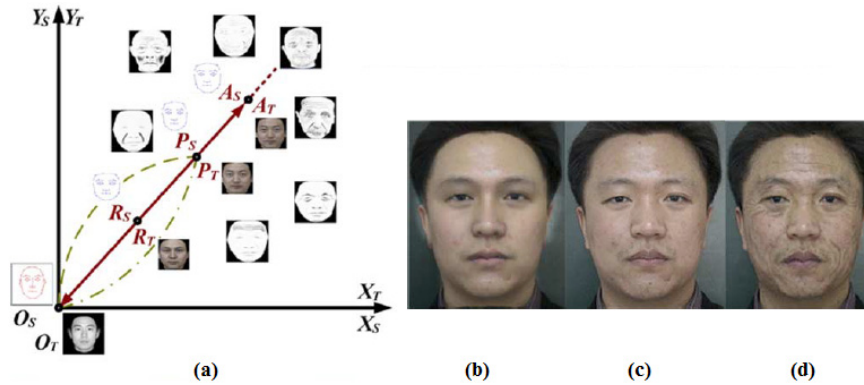 Y_S Y_T
A_S
A_T
P_S
P_T
R_S
R_T
X_T
O_S
X_S
O_T
(a) (b) (c) (d)